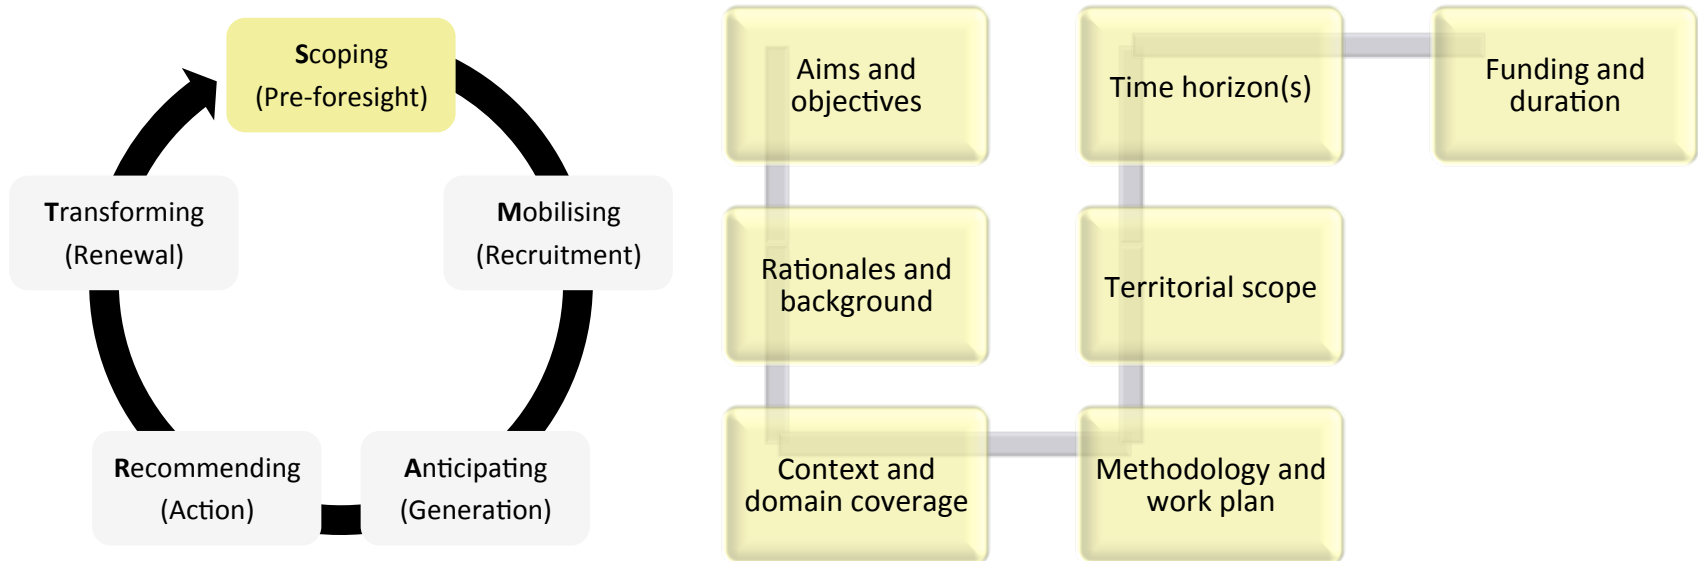 Scoping
(Pre-foresight)
Mobilising
(Recruitment)
Anticipating
(Generation)
Recommending
(Action)
Transforming
(Renewal)
Aims and
objectives
Rationales and
background
Context and
domain coverage
Methodology and
work plan
Territorial scope
Time horizon(s)
Funding and
duration